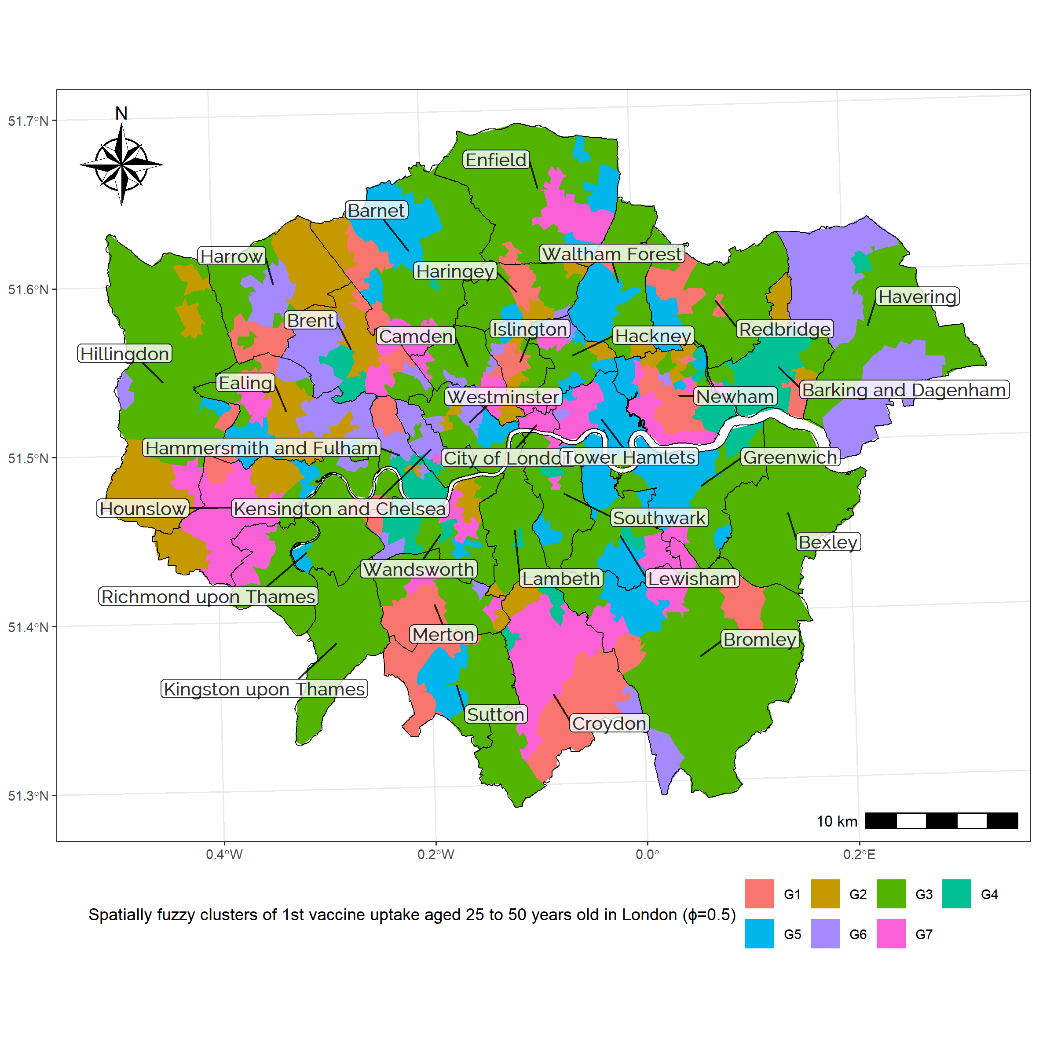 N
51.7°N
51.6°N
51.5°N
51.4°N
51.3°N
Enfield
Barnet
Waltham Forest
Harrow
Haringey
Havering
Brent
Islington
Redbridge
Camden
Hackney
Hillingdon
Ealing
Barking and Dagenham
Westminster
Newham
Hammersmith and Fulham
City of Londo
Tower Hamlets
Greenwich
Hounslow
Kensington and Chelsea
Southwark
Bexley
Wandsworth
Lambeth
Lewisham
Richmond upon Thames
Merton
Bromley
Kingston upon Thames
Sutton
Croydon
10 km
0.4°W
0.2°W
0.0°
0.2°E
Spatially fuzzy clusters of 1st vaccine uptake aged 25 to 50 years old in London (ϕ=0.5)
G1
G2
G3
G4
G5
G6
G7